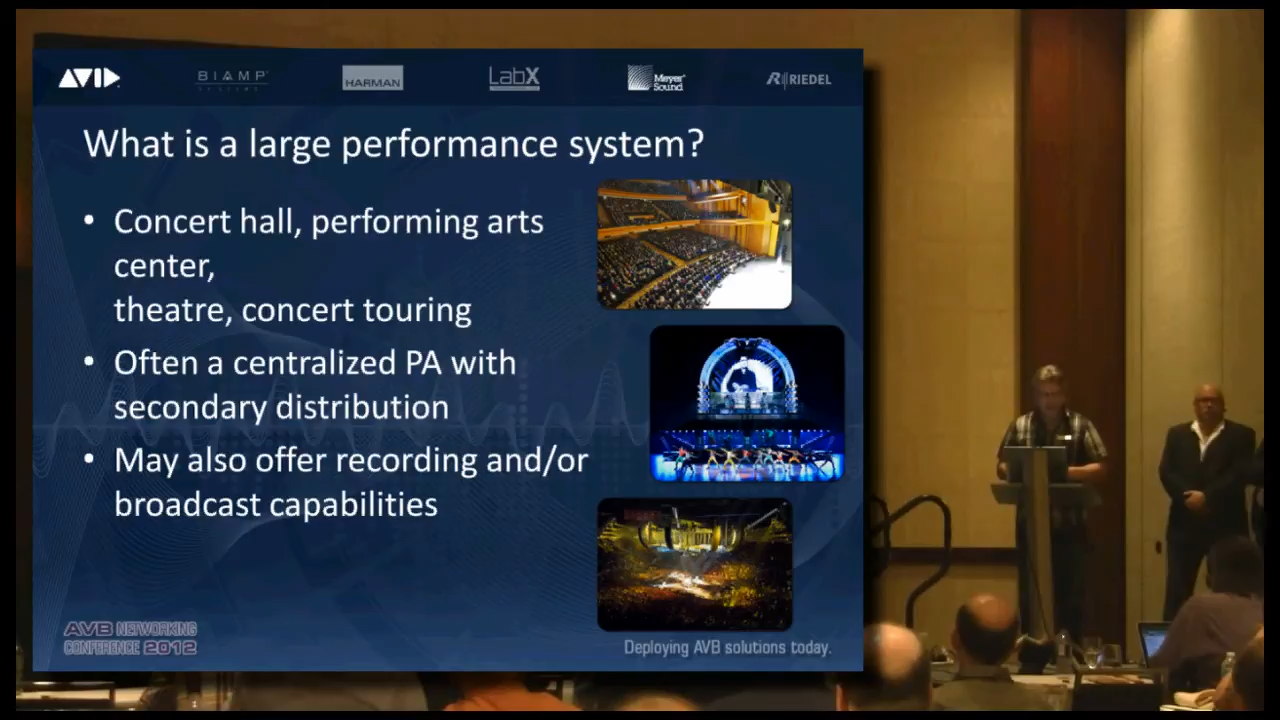 AVID
BIAMP
SYSTEMS
HARMAN
LabX
Meyer
Sound
RIEDEL
What is a large performance system?
• Concert hall, performing arts
center,
theatre, concert touring
• Often a centralized PA with
secondary distribution
• May also offer recording and/or
broadcast capabilities
AVB NETWORKING
CONFERENCE 2012
Deploying AVB solutions today.